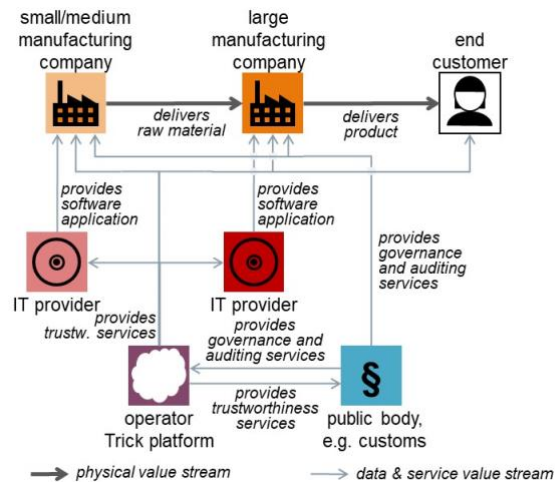 small/medium
manufacturing
company
large
manufacturing
company
end
customer
delivers
raw material
delivers
product
provides
software
application
provides
software
application
provides
governance
and auditing
services
IT provider
IT provider
provides
trustw. services
provides
governance and
auditing services
§
provides
trustworthiness
services
operator
Trick platform
public body,
e.g. customs
physical value stream
data & service value stream